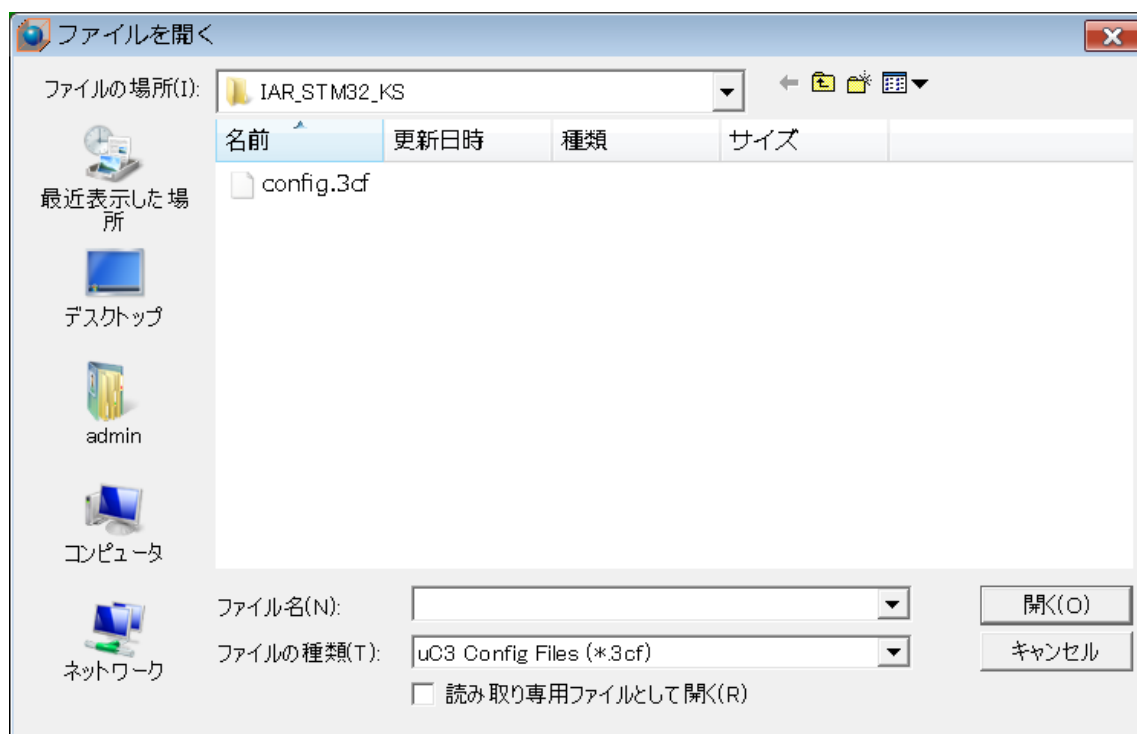 ファイルを開く
ファイルの場所(I):
IAR_STM32_KS
名前
更新日時
種類
サイズ
config.3cf
最近表示した場
所
デスクトップ
admin
コンピュータ
ネットワーク
ファイル名(N):
開く(O)
ファイルの種類(T):
uC3 Config Files (*.3cf)
キャンセル
読み取り専用ファイルとして開く(R)